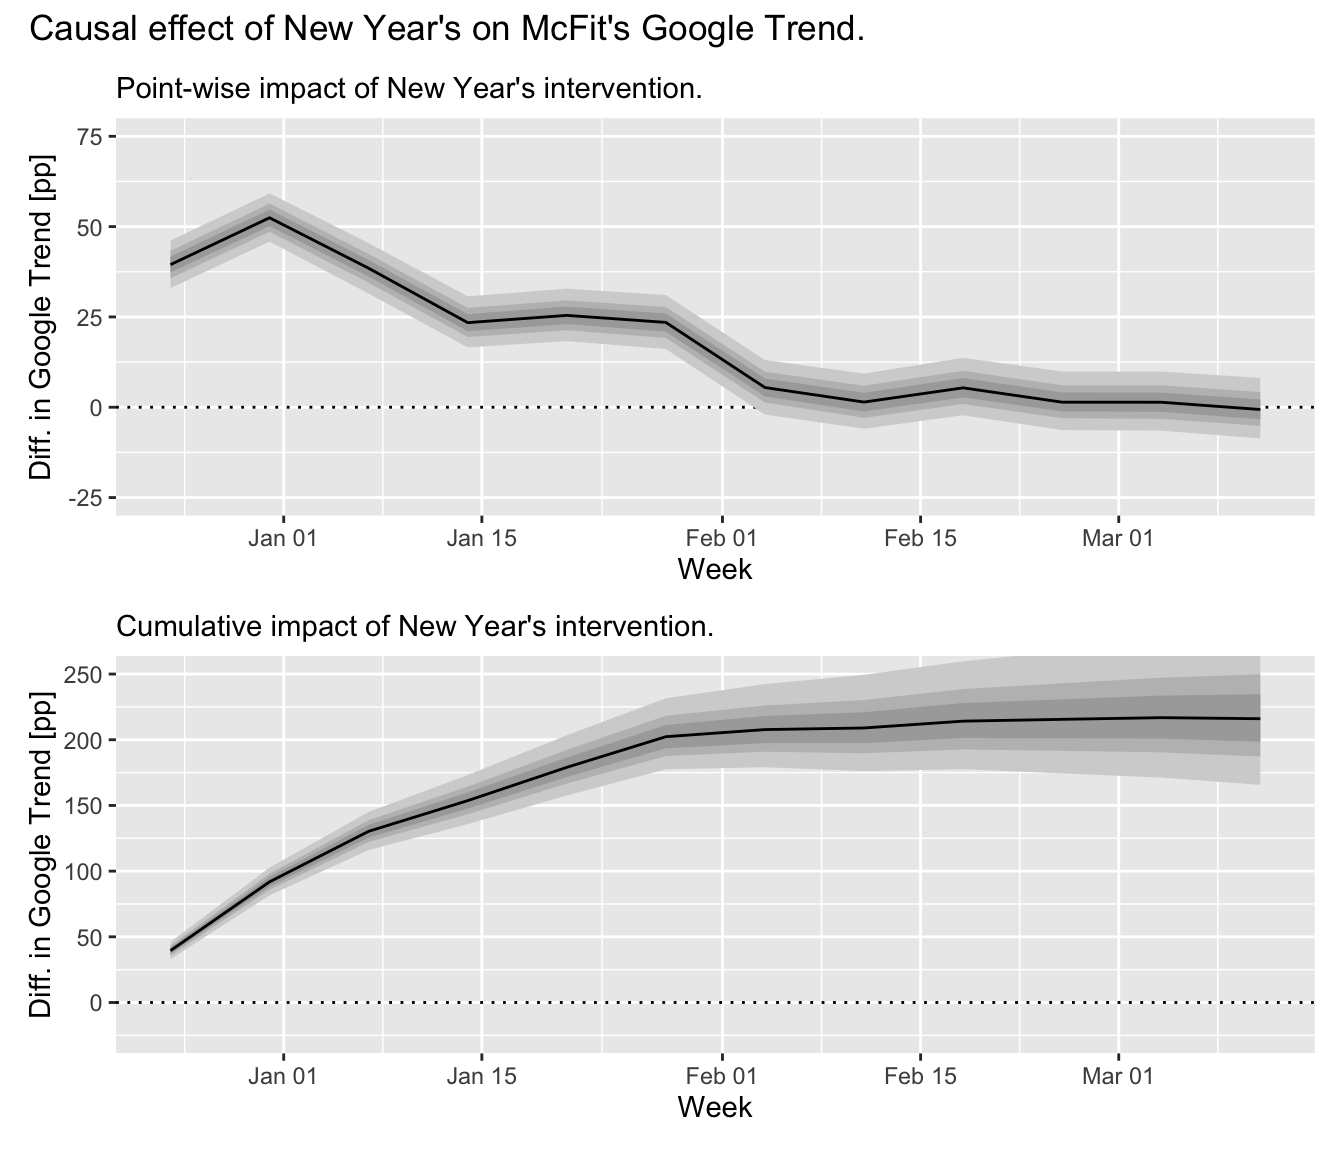 Causal effect of New Year's on McFit's Google Trend.
Point-wise impact of New Year's intervention.
Diff. in Google Trend [pp]
75
50
25
0
-25
Jan 01 Jan 15 Feb 01 Feb 15 Mar 01
Week
Cumulative impact of New Year's intervention.
Diff. in Google Trend [pp]
250
200
150
100
50
0
Jan 01 Jan 15 Feb 01 Feb 15 Mar 01
Week